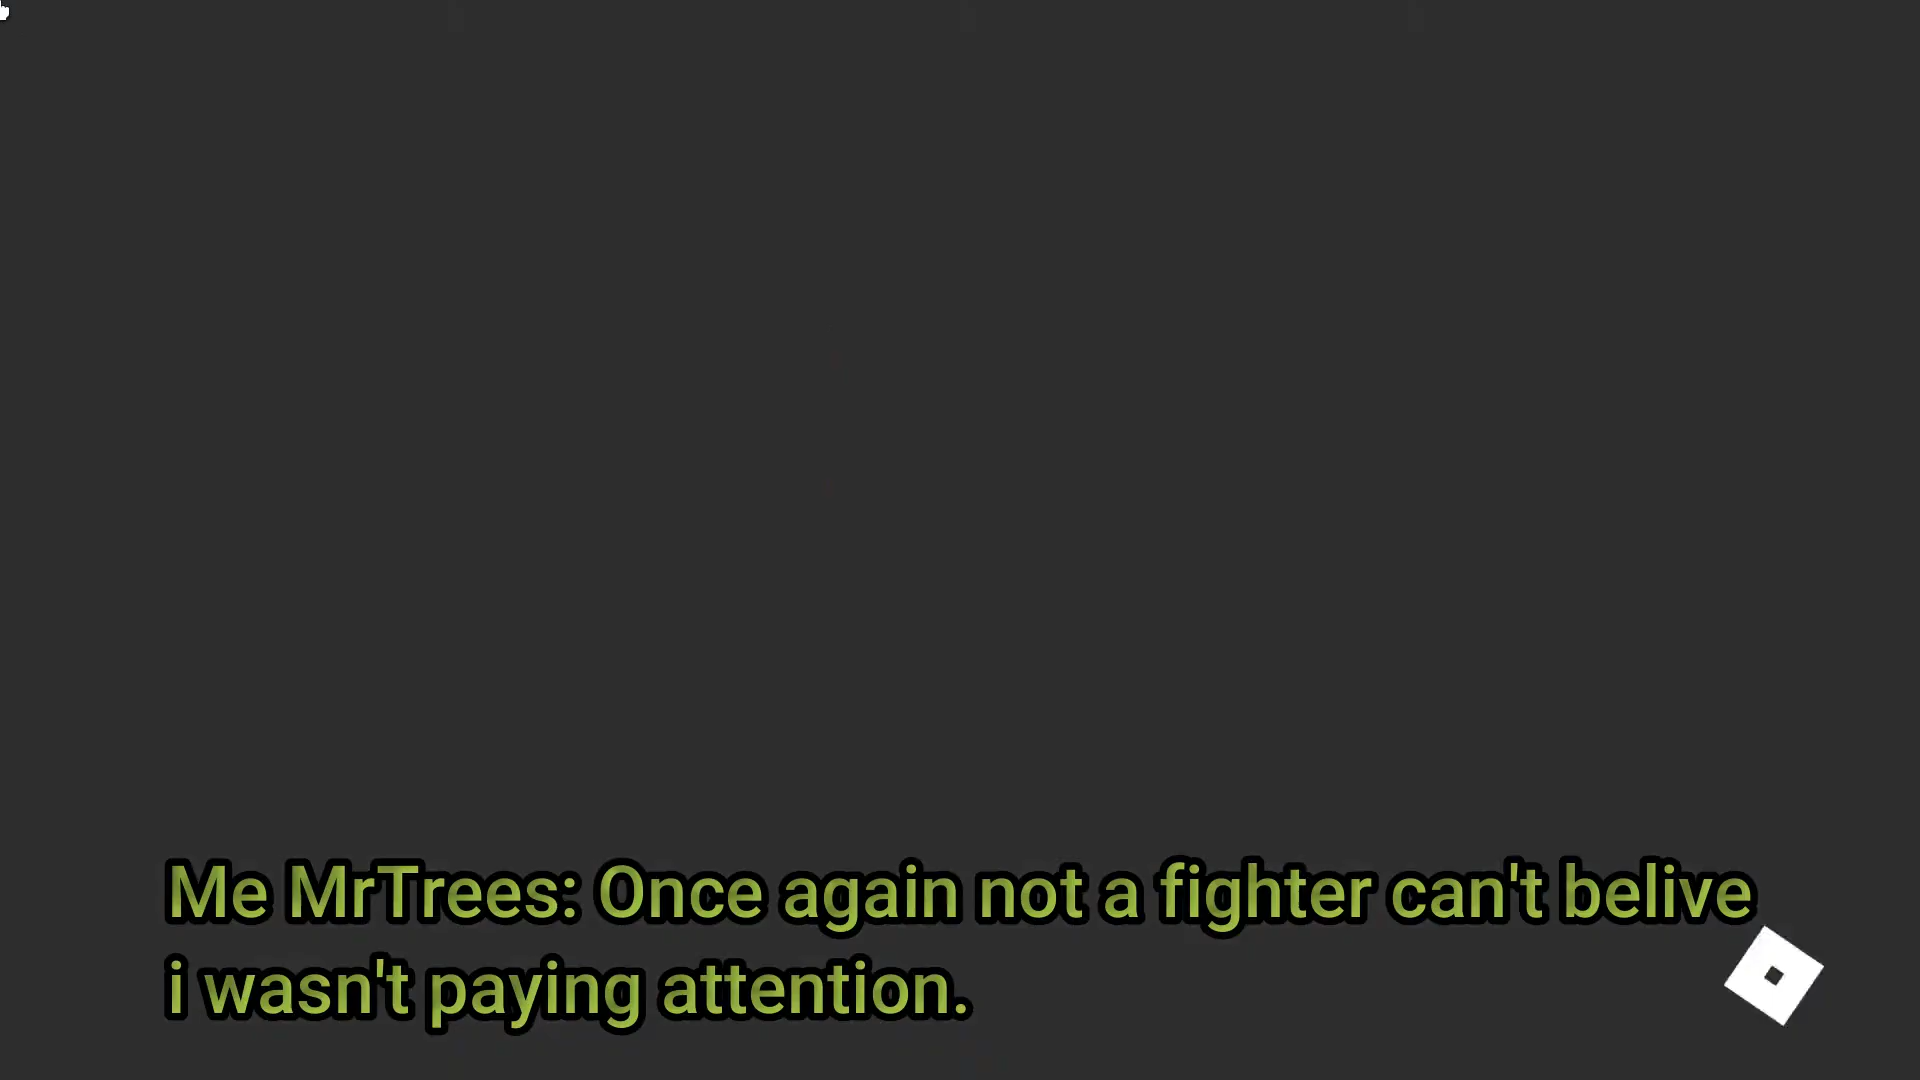 Me MrTrees: Once again not a fighter can't belive
i wasn't paying attention.